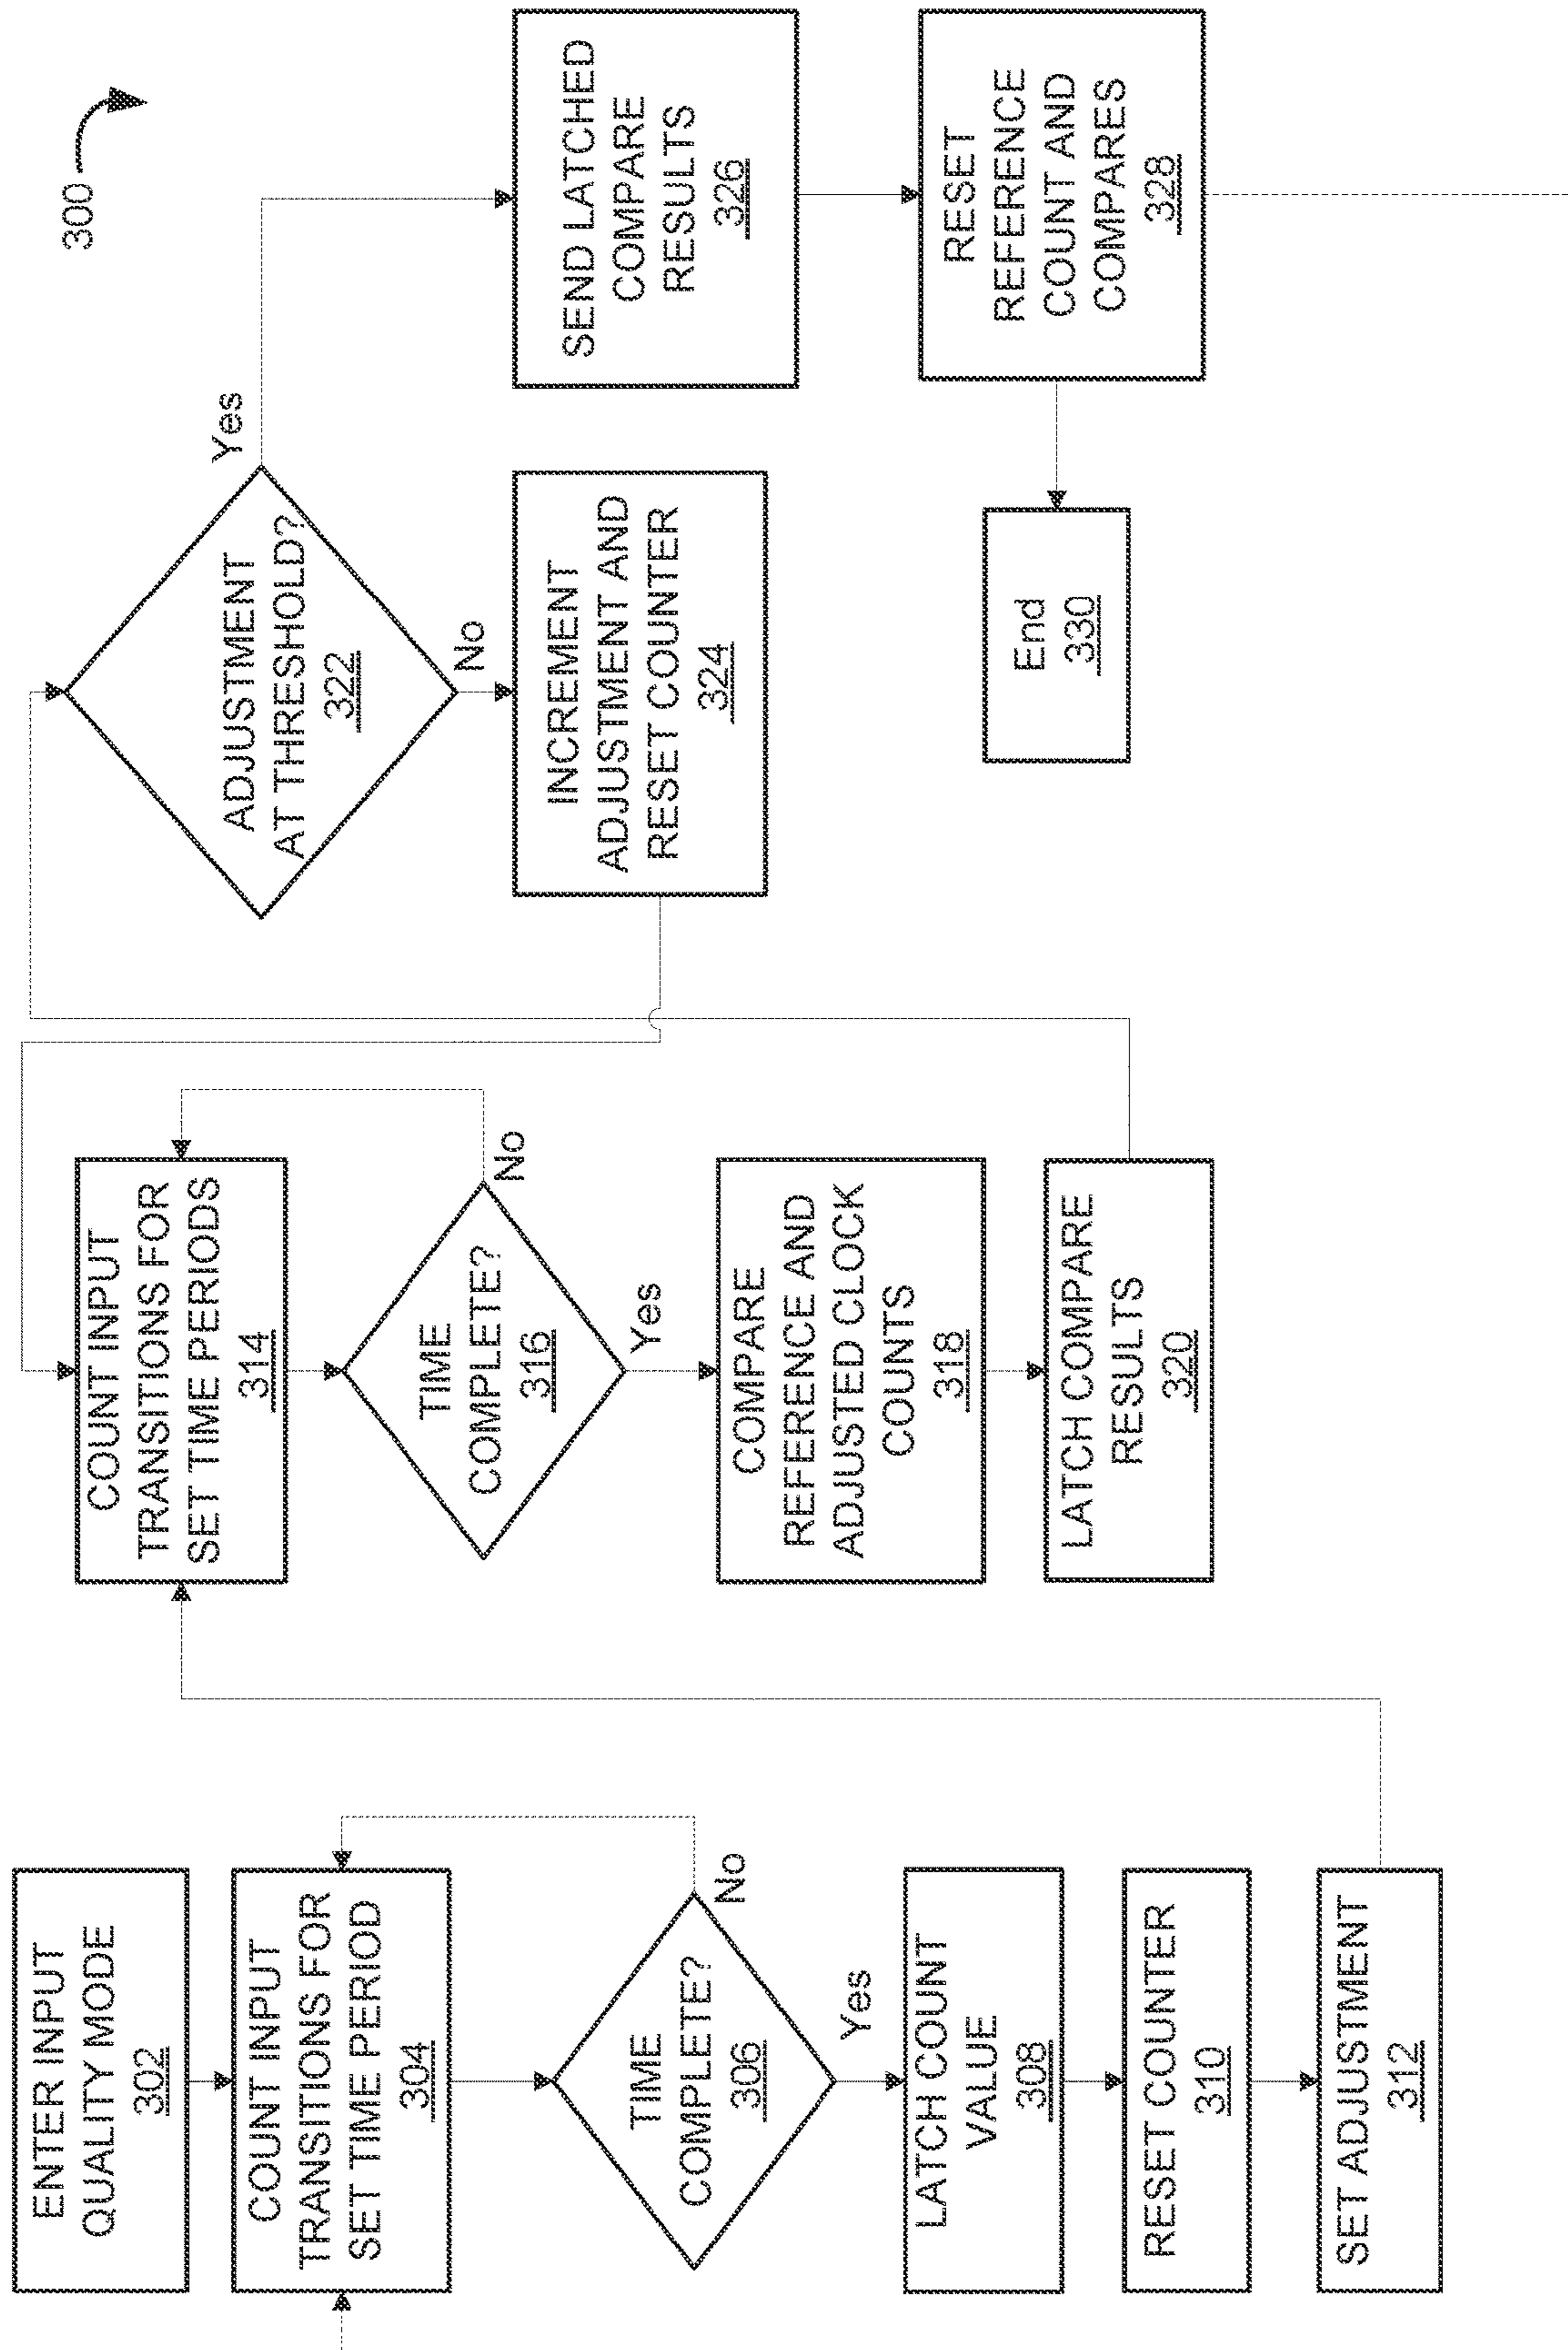 300
ENTER INPUT
QUALITY MODE
302
COUNT INPUT
TRANSITIONS FOR
SET TIME PERIOD
304
TIME
COMPLETE?
306
No
Yes
LATCH COUNT
VALUE
308
RESET COUNTER
310
SET ADJUSTMENT
312
COUNT INPUT
TRANSITIONS FOR
SET TIME PERIODS
314
TIME
COMPLETE?
316
No
Yes
COMPARE
REFERENCE AND
ADJUSTED CLOCK
COUNTS
318
LATCH COMPARE
RESULTS
320
ADJUSTMENT
AT THRESHOLD?
322
Yes
No
INCREMENT
ADJUSTMENT AND
RESET COUNTER
324
SEND LATCHED
COMPARE
RESULTS
326
RESET
REFERENCE
COUNT AND
COMPARES
328
End
330